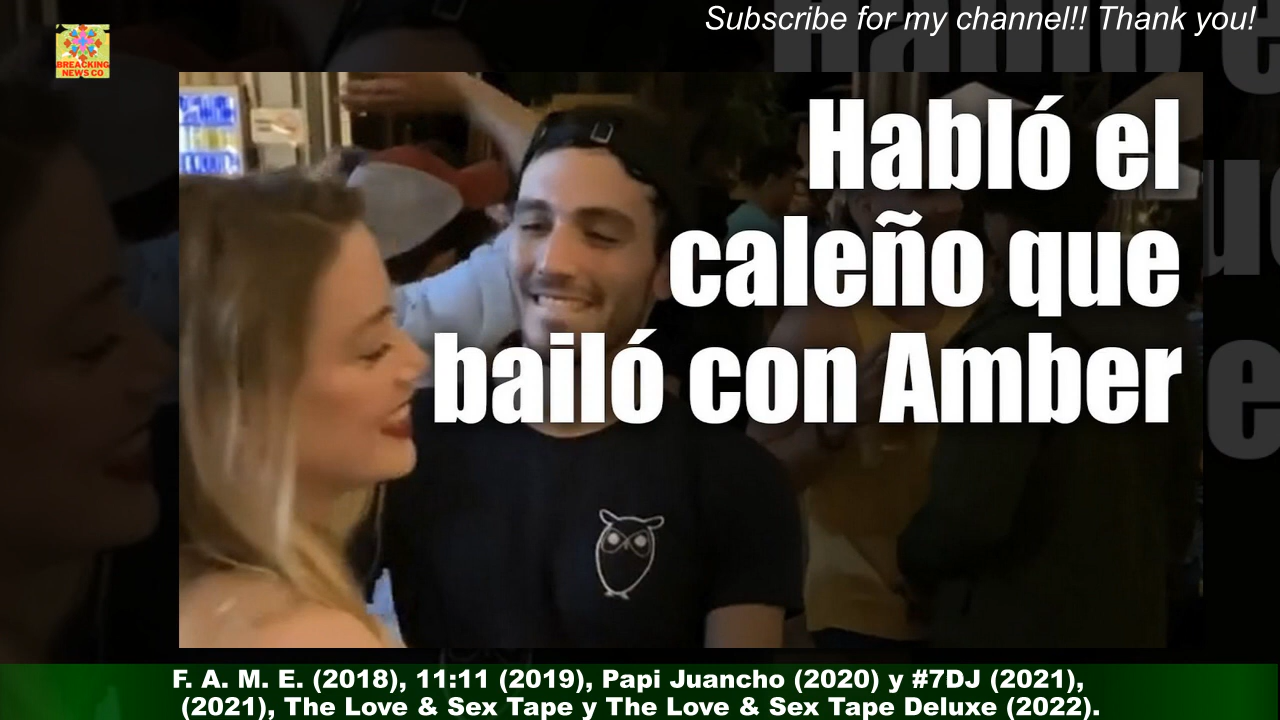 Subscribe for my channel!! Thank you!
BREACKING
NEWS CO
Habló el
caleño que
bailó con Amber
F. A. M. E. (2018), 11:11 (2019), Papi Juancho (2020) y #7DJ (2021),
(2021), The Love & Sex Tape y The Love & Sex Tape Deluxe (2022).